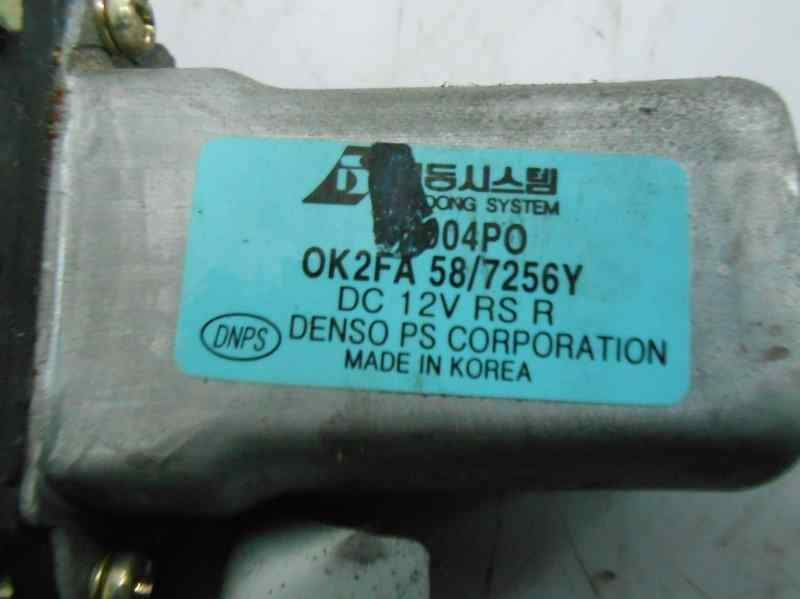 동시스템
DONG SYSTEM
004PO
OK2FA 58/7256Y
DC 12V RS R
DNPS DENSO PS CORPORATION
MADE IN KOREA